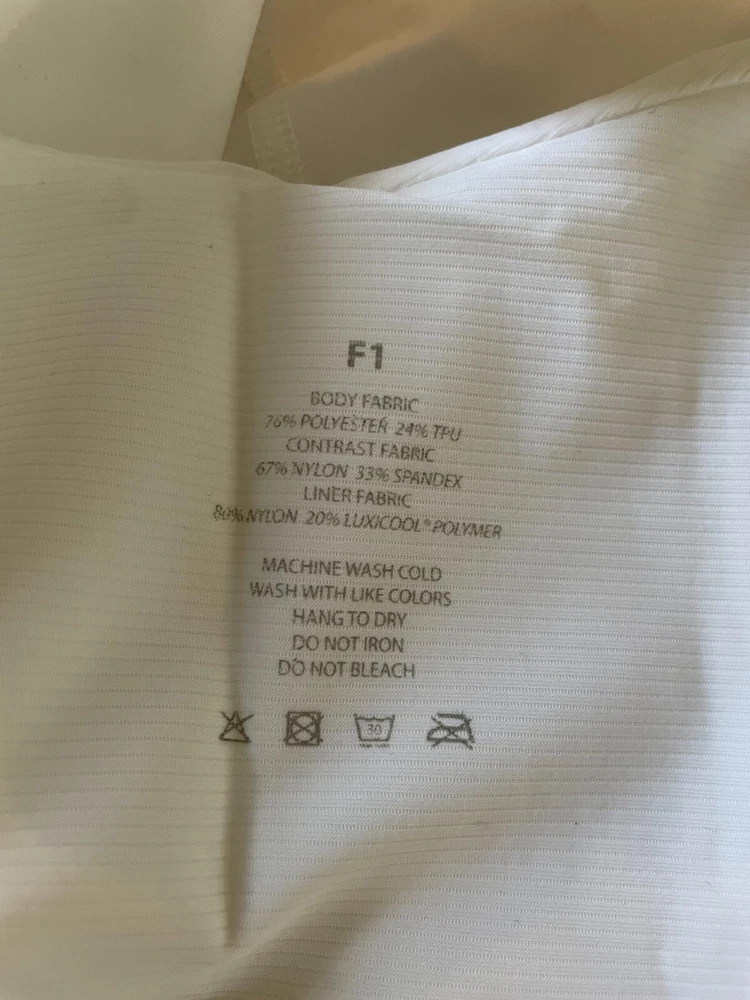 F1
BODY FABRIC
76% POLYESTER 24% TPU
CONTRAST FABRIC
67% NYLON 33% SPANDEX
LINER FABRIC
80% NYLON 20% LUXICOOL® POLYMER
MACHINE WASH COLD
WASH WITH LIKE COLORS
HANG TO DRY
DO NOT IRON
DO NOT BLEACH
30